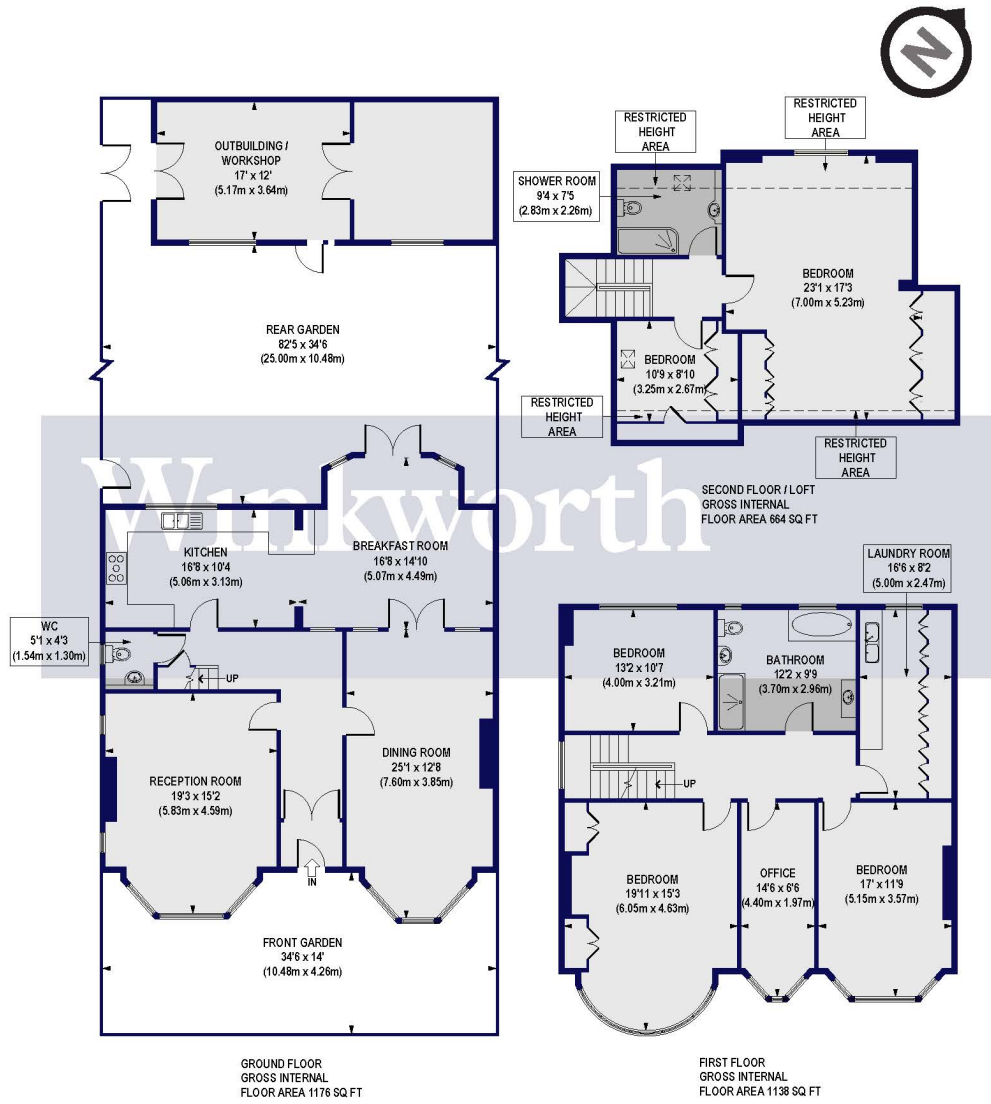 N
OUTBUILDING /
WORKSHOP
17' x 12'
(5.17m x 3.64m)
REAR GARDEN
82'5 x 34'6
(25.00m x 10.48m)
KITCHEN
16'8 x 10'4
(5.06m x 3.13m)
BREAKFAST ROOM
16'8 x 14'10
(5.07m x 4.49m)
WC
5'1 x 4'3
(1.54m x 1.30m)
UP
RECEPTION ROOM
19'3 x 15'2
(5.83m x 4.59m)
DINING ROOM
25'1 x 12'8
(7.60m x 3.85m)
IN
FRONT GARDEN
34'6 x 14'
(10.48m x 4.26m)
GROUND FLOOR
GROSS INTERNAL
FLOOR AREA 1176 SQ FT
RESTRICTED
HEIGHT
AREA
RESTRICTED
HEIGHT
AREA
SHOWER ROOM
9'4 x 7'5
(2.83m x 2.26m)
BEDROOM
23'1 x 17'3
(7.00m x 5.23m)
BEDROOM
10'9 x 8'10
(3.25m x 2.67m)
RESTRICTED
HEIGHT
AREA
RESTRICTED
HEIGHT
AREA
SECOND FLOOR / LOFT
GROSS INTERNAL
FLOOR AREA 664 SQ FT
Winkworth
LAUNDRY ROOM
16'6 x 8'2
(5.00m x 2.47m)
BEDROOM
13'2 x 10'7
(4.00m x 3.21m)
BATHROOM
12'2 x 9'9
(3.70m x 2.96m)
UP
BEDROOM
19'11 x 15'3
(6.05m x 4.63m)
OFFICE
14'6 x 6'6
(4.40m x 1.97m)
BEDROOM
17' x 11'9
(5.15m x 3.57m)
FIRST FLOOR
GROSS INTERNAL
FLOOR AREA 1138 SQ FT